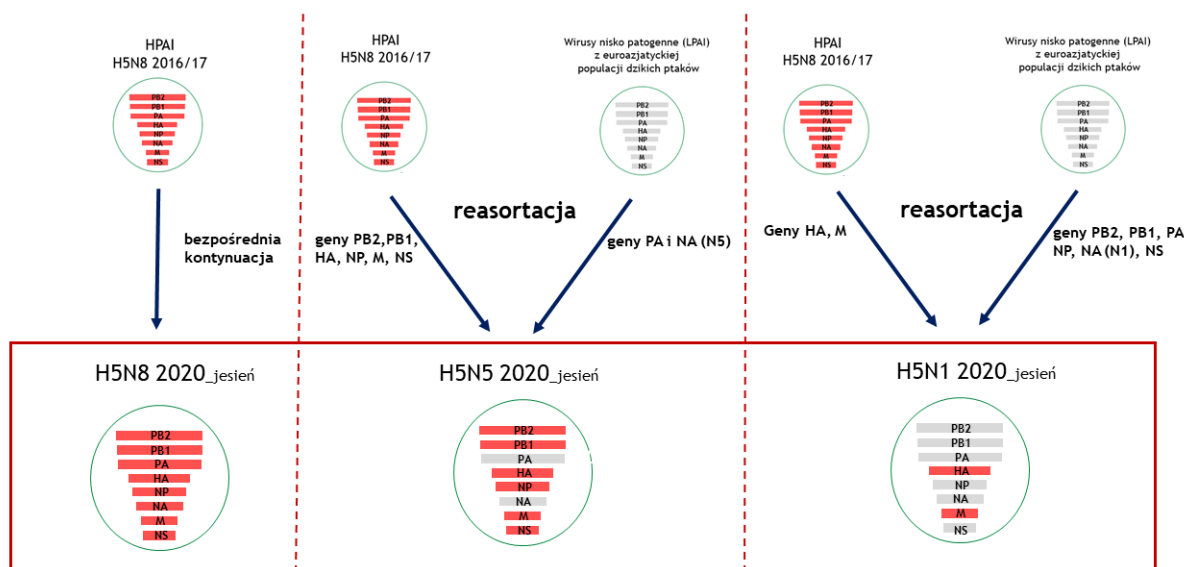 HPAI
H5N8 2016/17
PB2
PB1
PA
HA
NP
NA
M
NS
bezpośrednia
kontynuacja
H5N8 2020_jesień
PB2
PB1
PA
HA
NP
NA
M
NS
HPAI
H5N8 2016/17
PB2
PB1
PA
HA
NP
NA
M
NS
Wirusy nisko patogenne (LPAI)
z euroazjatyckiej
populacji dzikich ptaków
PB2
PB1
PA
HA
NP
NA
M
NS
reasortacja
geny PB2,PB1,
HA, NP, M, NS
geny PA i NA (N5)
H5N5 2020_jesień
PB2
PB1
PA
HA
NP
NA
M
NS
HPAI
H5N8 2016/17
PB2
PB1
PA
HA
NP
NA
M
NS
Wirusy nisko patogenne (LPAI)
z euroazjatyckiej
populacji dzikich ptaków
PB2
PB1
PA
HA
NP
NA
M
NS
reasortacja
Geny HA, M
geny PB2, PB1, PA
NP, NA (N1), NS
H5N1 2020_jesień
PB2
PB1
PA
HA
NP
NA
M
NS